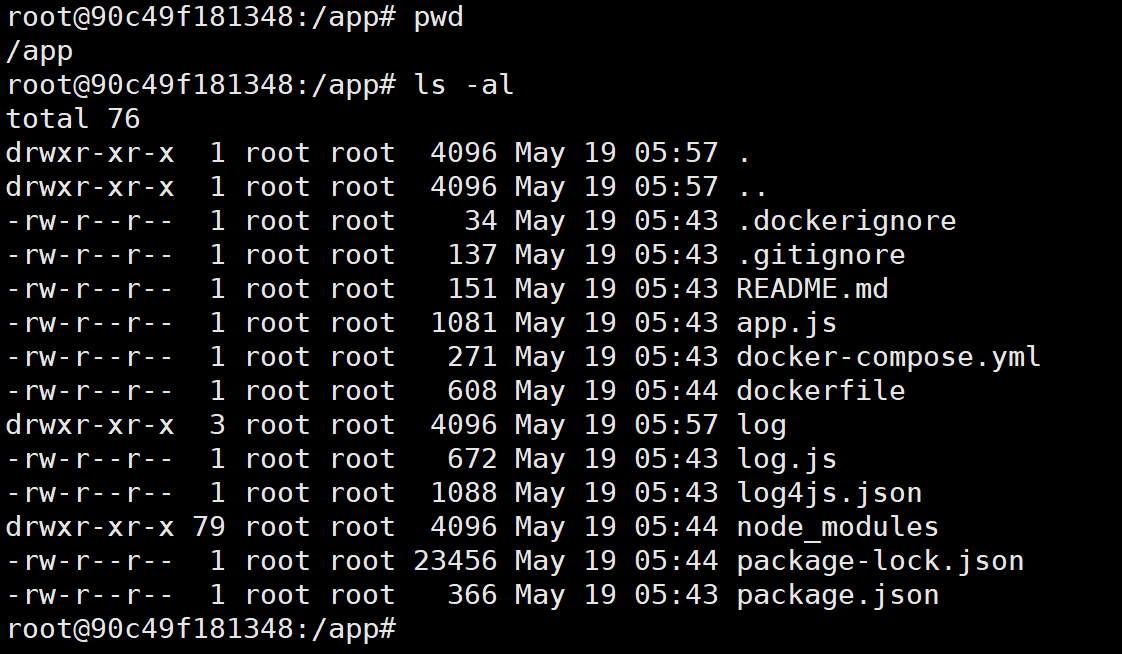 root@90c49f181348:/app# pwd
/app
root@90c49f181348:/app# ls -al
total 76
drwxr-xr-x  1 root root  4096 May 19 05:57 .
drwxr-xr-x  1 root root  4096 May 19 05:57 ..
-rw-r--r--  1 root root    34 May 19 05:43 .dockerignore
-rw-r--r--  1 root root   137 May 19 05:43 .gitignore
-rw-r--r--  1 root root   151 May 19 05:43 README.md
-rw-r--r--  1 root root  1081 May 19 05:43 app.js
-rw-r--r--  1 root root   271 May 19 05:43 docker-compose.yml
-rw-r--r--  1 root root   608 May 19 05:44 dockerfile
drwxr-xr-x  3 root root  4096 May 19 05:57 log
-rw-r--r--  1 root root   672 May 19 05:43 log.js
-rw-r--r--  1 root root  1088 May 19 05:43 log4js.json
drwxr-xr-x 79 root root  4096 May 19 05:44 node_modules
-rw-r--r--  1 root root 23456 May 19 05:44 package-lock.json
-rw-r--r--  1 root root   366 May 19 05:43 package.json
root@90c49f181348:/app#